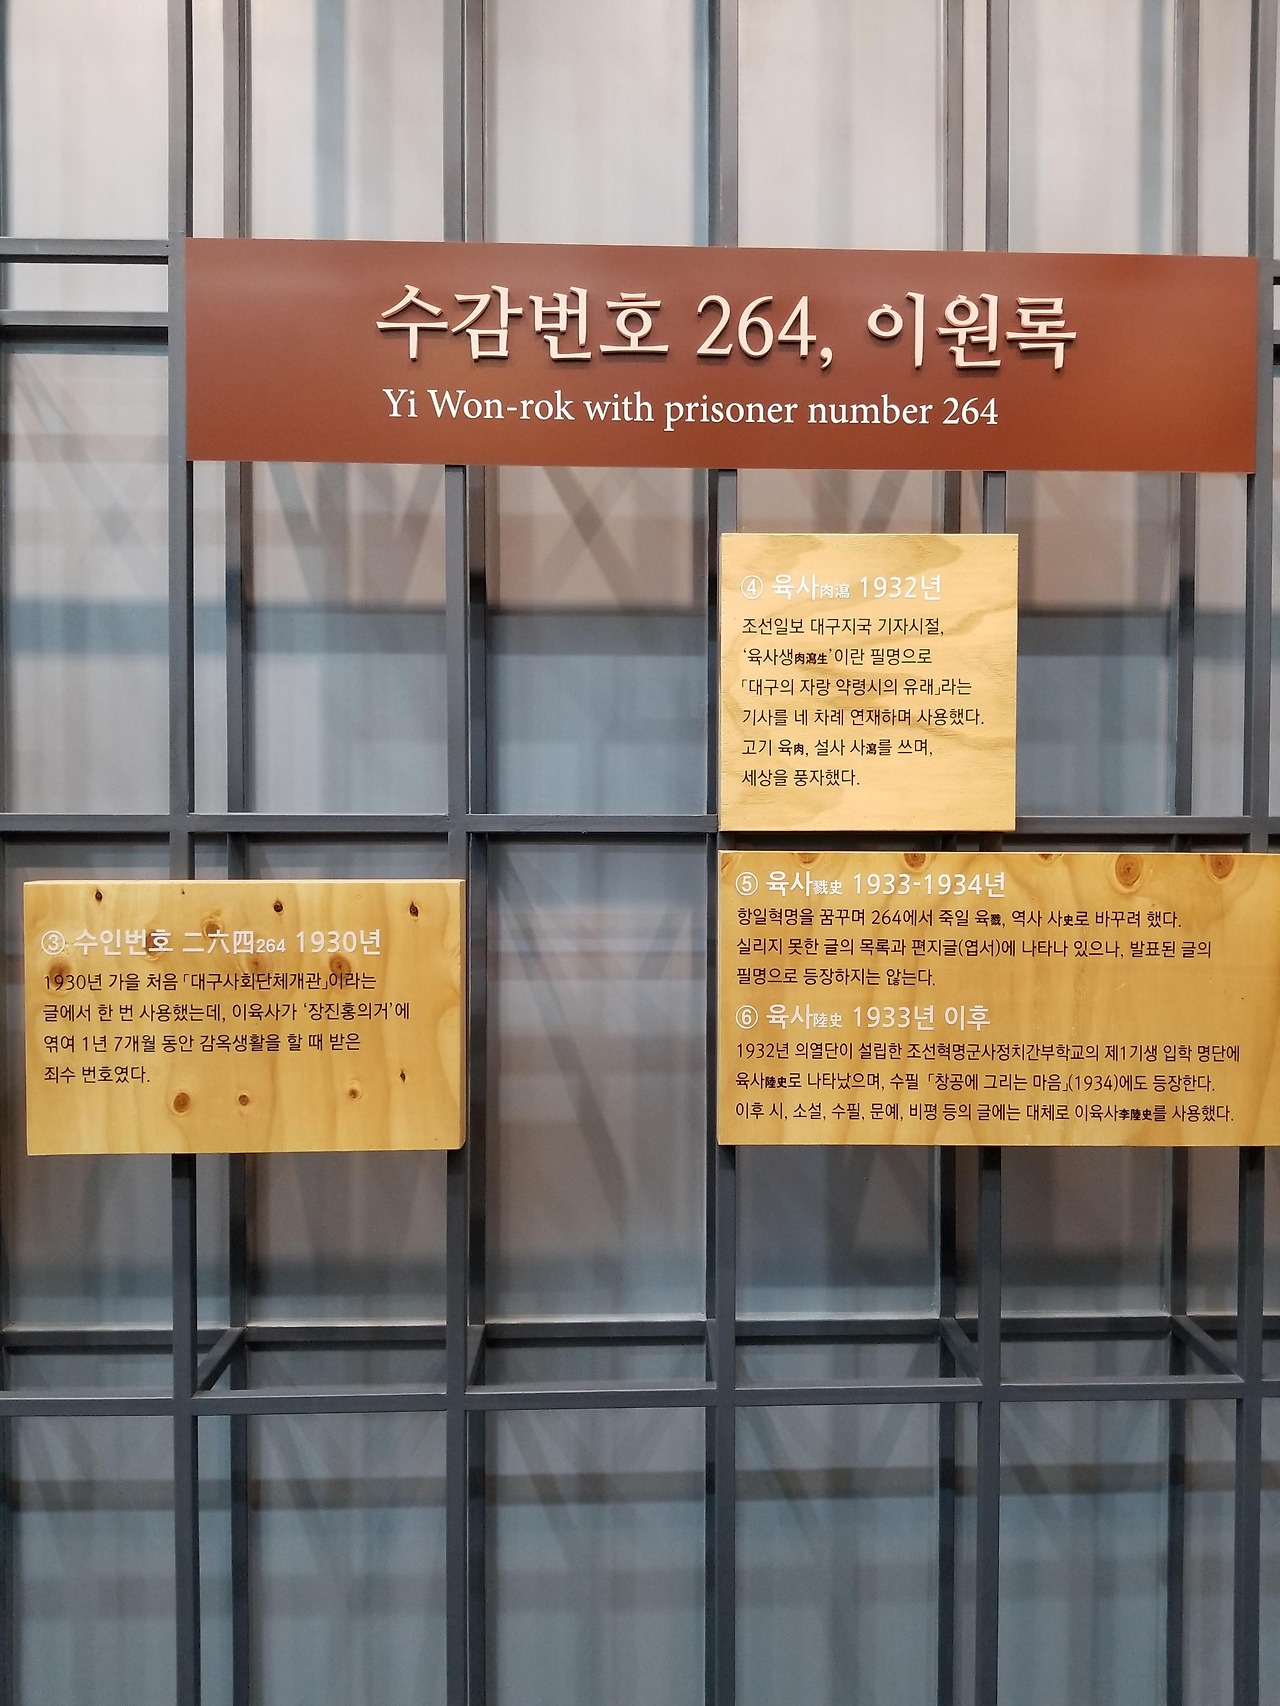 수감번호 264, 이원록
Yi Won-rok with prisoner number 264
③ 수인번호 二六四264 1930년
1930년 가을 처음 「대구사회단체개관」이라는
글에서 한 번 사용했는데, 이육사가 ‘장진홍의거’에
엮여 1년 7개월 동안 감옥생활을 할 때 받은
죄수 번호였다.
④ 육사肉瀉 1932년
조선일보 대구지국 기자시절,
‘육사생肉瀉生’이란 필명으로
「대구의 자랑 약령시의 유래」라는
기사를 네 차례 연재하며 사용했다.
고기 육肉, 설사 사瀉를 쓰며,
세상을 풍자했다.
⑤ 육사戮史 1933-1934년
항일혁명을 꿈꾸며 264에서 죽일 육戮, 역사 사史로 바꾸려 했다.
실리지 못한 글의 목록과 편지글(엽서)에 나타나 있으나, 발표된 글의
필명으로 등장하지는 않는다.
⑥ 육사陸史 1933년 이후
1932년 의열단이 설립한 조선혁명군사정치간부학교의 제1기생 입학 명단에
육사陸史로 나타났으며, 수필 「창공에 그리는 마음」(1934)에도 등장한다.
이후 시, 소설, 수필, 문예, 비평 등의 글에는 대체로 이육사李陸史를 사용했다.